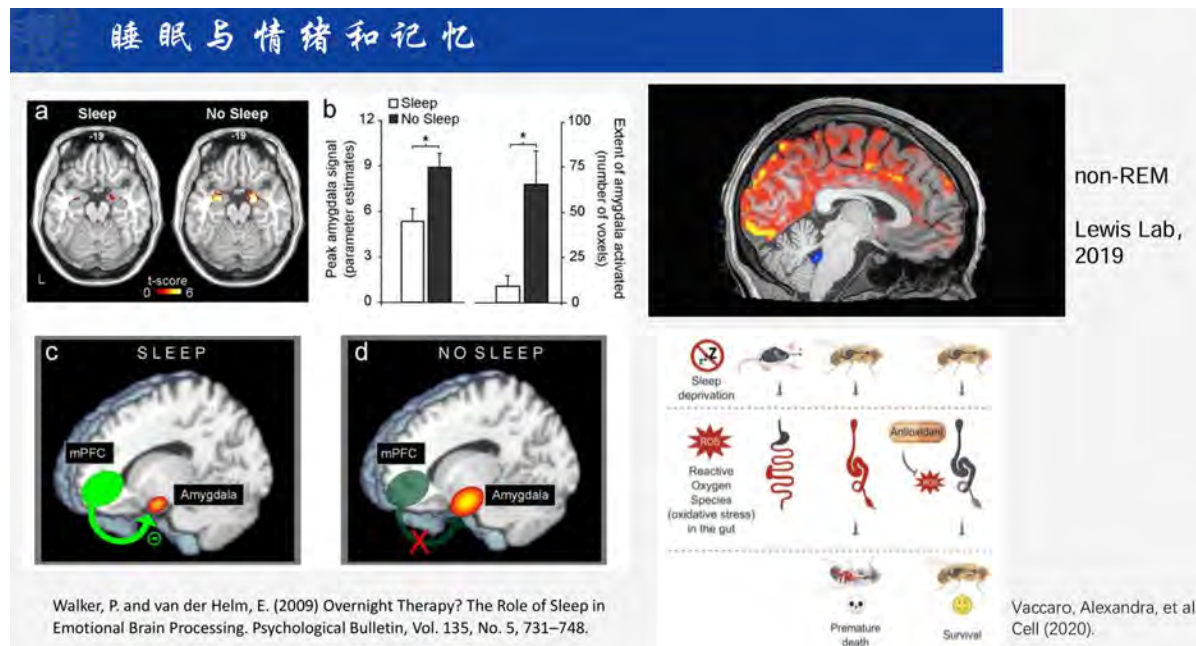 睡眠与情绪和记忆
a
Sleep
No Sleep
-19
-19
L
t-score
0
6
b
Sleep
No Sleep
12
9
6
3
0
Peak amygdala signal
(parameter estimates)
*
*
100
75
50
25
0
Extent of amygdala activated
(number of voxels)
non-REM
Lewis Lab,
2019
c
SLEEP
mPFC
Amygdala
d
NO SLEEP
mPFC
Amygdala
X
Sleep
deprivation
ROS
Reactive
Oxygen
Species
(oxidative stress)
in the gut
Antioxidant
ROS
Premature
death
Survival
Walker, P. and van der Helm, E. (2009) Overnight Therapy? The Role of Sleep in
Emotional Brain Processing. Psychological Bulletin, Vol. 135, No. 5, 731–748.
Vaccaro, Alexandra, et al
Cell (2020).